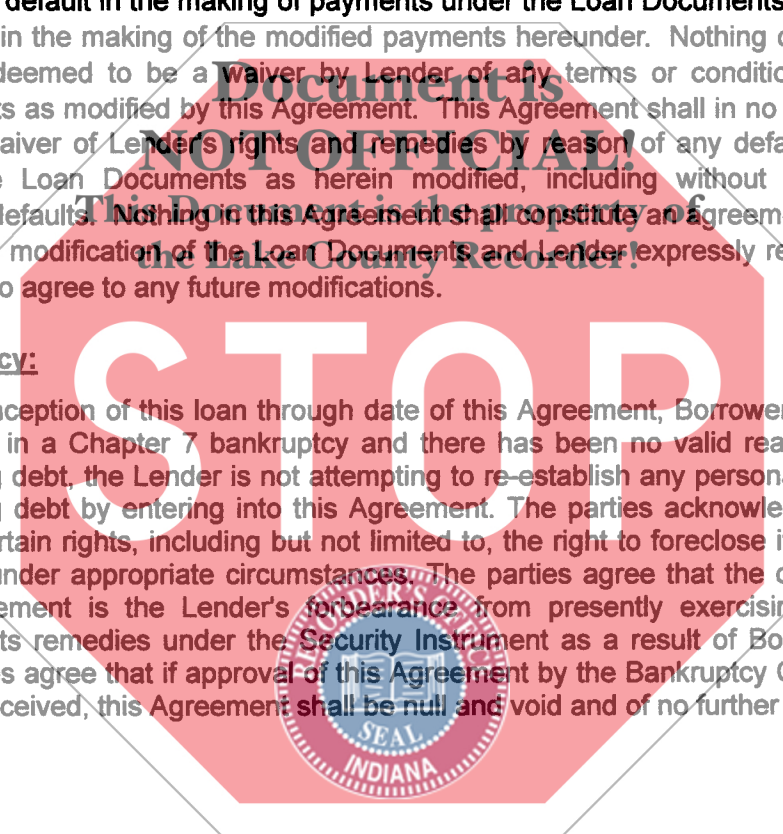 default in the making of payments under the Loan Documents
in the making of the modified payments hereunder. Nothing
deemed to be a waiver by Lender of any terms or conditio
ts as modified by this Agreement. This Agreement shall in no
aiver of Lender's rights and remedies by reason of any defa
e Loan Documents as herein modified, including without
defaults. Nothing in this Agreement shall constitute an agreem
modification of the Loan Documents and Lender expressly re
o agree to any future modifications.
Document is
NOT OFFICIAL!
This Document is the property of
the Lake County Recorder!
STOP
cy:
nception of this loan through date of this Agreement, Borrower
in a Chapter 7 bankruptcy and there has been no valid rea
g debt, the Lender is not attempting to re-establish any persona
g debt by entering into this Agreement. The parties acknowle
rtain rights, including but not limited to, the right to foreclose i
under appropriate circumstances. The parties agree that the
ement is the Lender's forbearance from presently exercisin
ts remedies under the Security Instrument as a result of Bo
es agree that if approval of this Agreement by the Bankruptcy
ceived, this Agreement shall be null and void and of no further
RECORDER'S OFFICE
SEAL
INDIANA